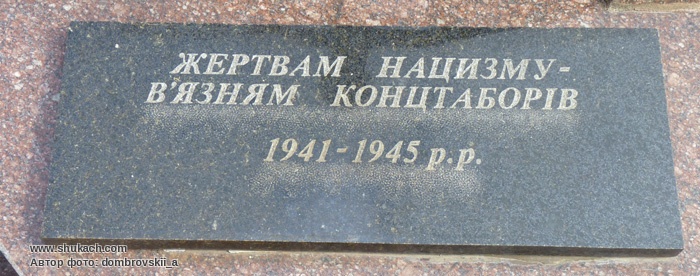 ЖЕРТВАМ НАЦИЗМУ-
В'ЯЗНЯМ КОНЦТАБОРІВ
1941-1945 р.р.
www.shukach.com
Автор фото: dombrovskii_a